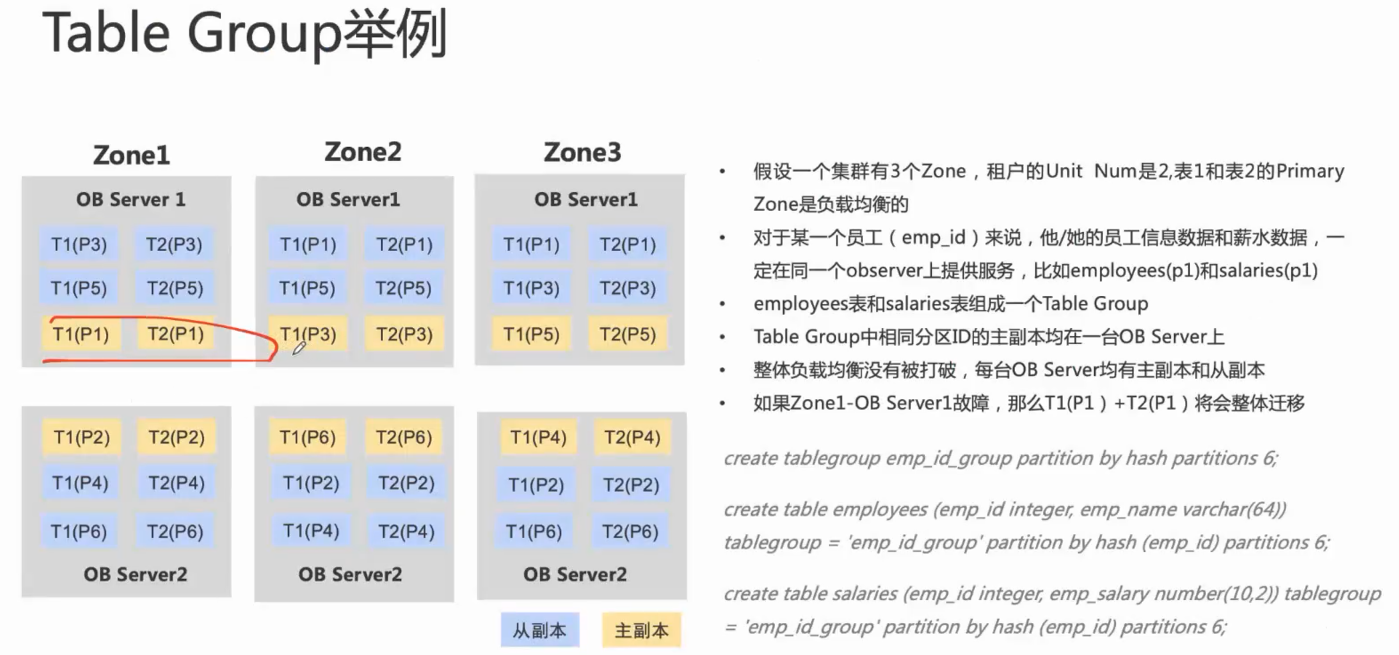 Table Group举例
Zone1
Zone2
Zone3
OB Server 1
T1(P3) T2(P3)
T1(P5) T2(P5)
T1(P1) T2(P1)
OB Server1
T1(P1) T2(P1)
T1(P5) T2(P5)
T1(P3) T2(P3)
OB Server1
T1(P1) T2(P1)
T1(P3) T2(P3)
T1(P5) T2(P5)
T1(P2) T2(P2)
T1(P4) T2(P4)
T1(P6) T2(P6)
OB Server2
T1(P6) T2(P6)
T1(P2) T2(P2)
T1(P4) T2(P4)
OB Server2
T1(P4) T2(P4)
T1(P2) T2(P2)
T1(P6) T2(P6)
OB Server2
从副本
主副本
• 假设一个集群有3个Zone，租户的Unit Num是2,表1和表2的Primary
Zone是负载均衡的
• 对于某一个员工（emp_id）来说，他/她的员工信息数据和薪水数据，一
定在同一个observer上提供服务，比如employees(p1)和salaries(p1)
• employees表和salaries表组成一个Table Group
• Table Group中相同分区ID的主副本均在一台OB Server上
• 整体负载均衡没有被打破，每台OB Server均有主副本和从副本
• 如果Zone1-OB Server1故障，那么T1(P1）+T2(P1）将会整体迁移
create tablegroup emp_id_group partition by hash partitions 6;
create table employees (emp_id integer, emp_name varchar(64))
tablegroup = 'emp_id_group' partition by hash (emp_id) partitions 6;
create table salaries (emp_id integer, emp_salary number(10,2)) tablegroup
= 'emp_id_group' partition by hash (emp_id) partitions 6;